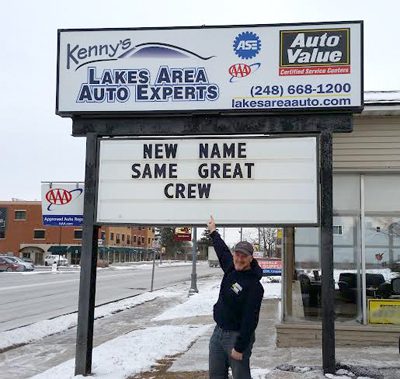 Kenny's
LAKES AREA
AUTO EXPERTS
ASE
AAA
Auto Value
Certified Service Centers
(248) 668-1200
lakesareaauto.com
NEW NAME
SAME GREAT
CREW
AAA
Approved Auto Repair